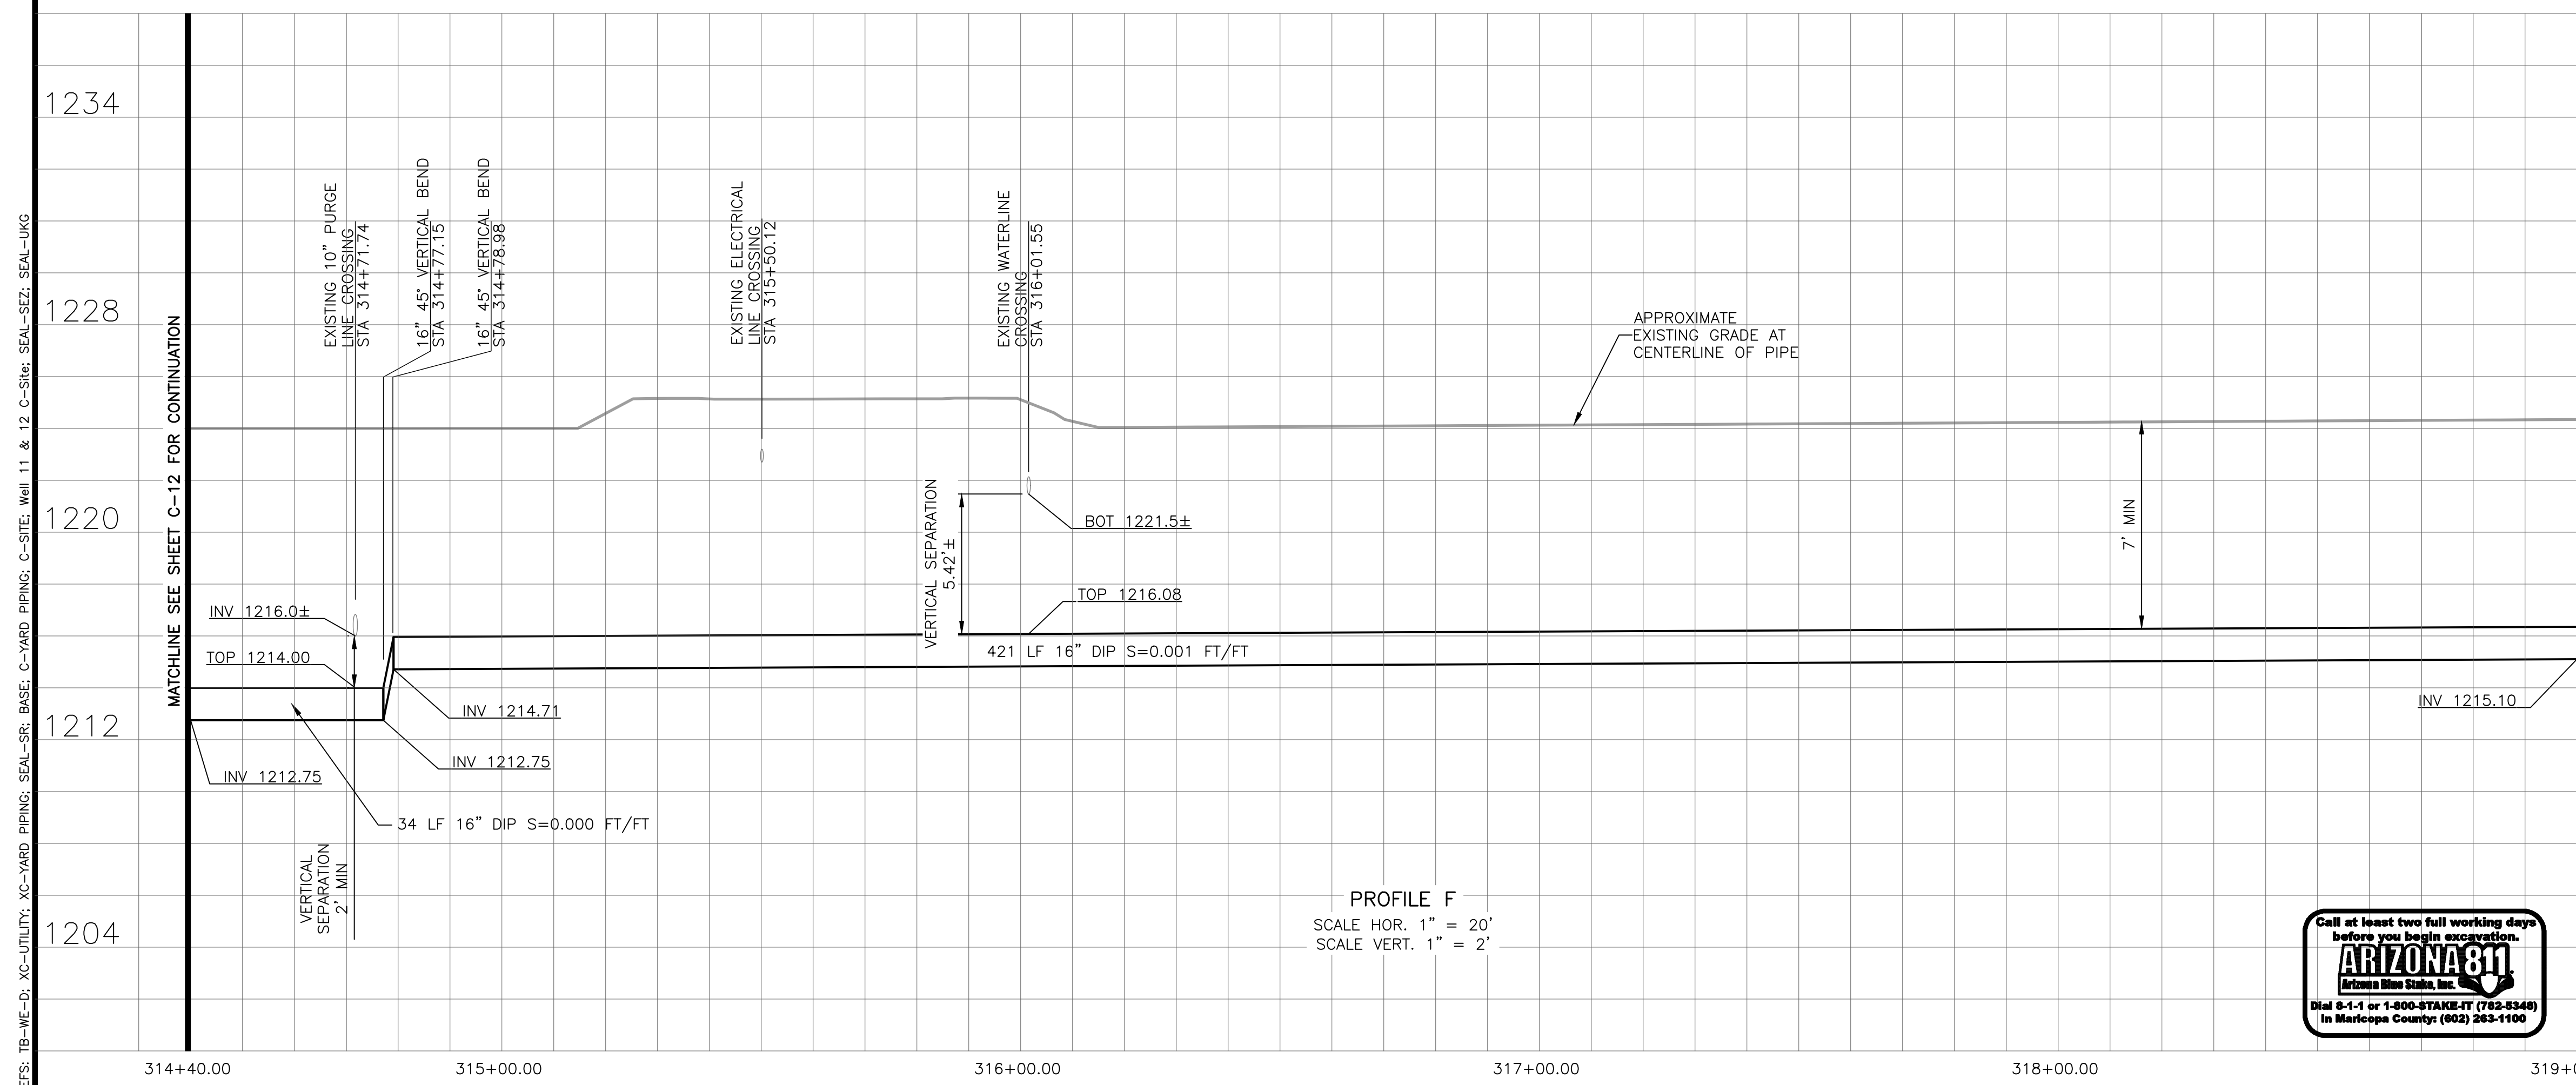 1234
1228
1220
1212
1204
EFS: TB-WE-D; XC-UTILITY; XC-YARD PIPING; SEAL-SR; BASE; C-YARD PIPING; C-SITE; Well 11 & 12 C-Site; SEAL-SEZ; SEAL-UKG
MATCHLINE SEE SHEET C-12 FOR CONTINUATION
EXISTING 10" PURGE
LINE CROSSING
STA 314+71.74
16" 45° VERTICAL BEND
STA 314+77.15
16" 45° VERTICAL BEND
STA 314+78.98
EXISTING ELECTRICAL
LINE CROSSING
STA 315+50.12
EXISTING WATERLINE
CROSSING
STA 316+01.55
APPROXIMATE
EXISTING GRADE AT
CENTERLINE OF PIPE
VERTICAL SEPARATION
5.42'±
BOT 1221.5±
TOP 1216.08
7' MIN
INV 1216.0±
TOP 1214.00
421 LF 16" DIP S=0.001 FT/FT
INV 1214.71
INV 1212.75
INV 1212.75
INV 1215.10
34 LF 16" DIP S=0.000 FT/FT
VERTICAL
SEPARATION
2' MIN
PROFILE F
SCALE HOR. 1" = 20'
SCALE VERT. 1" = 2'
Call at least two full working days
before you begin excavation.
ARIZONA 811
Arizona Blue Stake, Inc.
Dial 8-1-1 or 1-800-STAKE-IT (782-5348)
In Maricopa County: (602) 263-1100
314+40.00
315+00.00
316+00.00
317+00.00
318+00.00
319+0